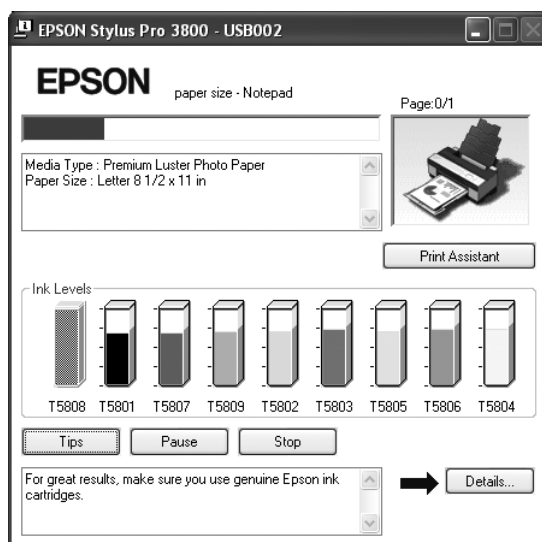 EPSON Stylus Pro 3800 - USB002
EPSON
paper size - Notepad
Page:0/1
Media Type : Premium Luster Photo Paper
Paper Size : Letter 8 1/2 x 11 in
Print Assistant
Ink Levels
T5808 T5801 T5807 T5809 T5802 T5803 T5805 T5806 T5804
Tips Pause Stop
For great results, make sure you use genuine Epson ink
cartridges.
Details...